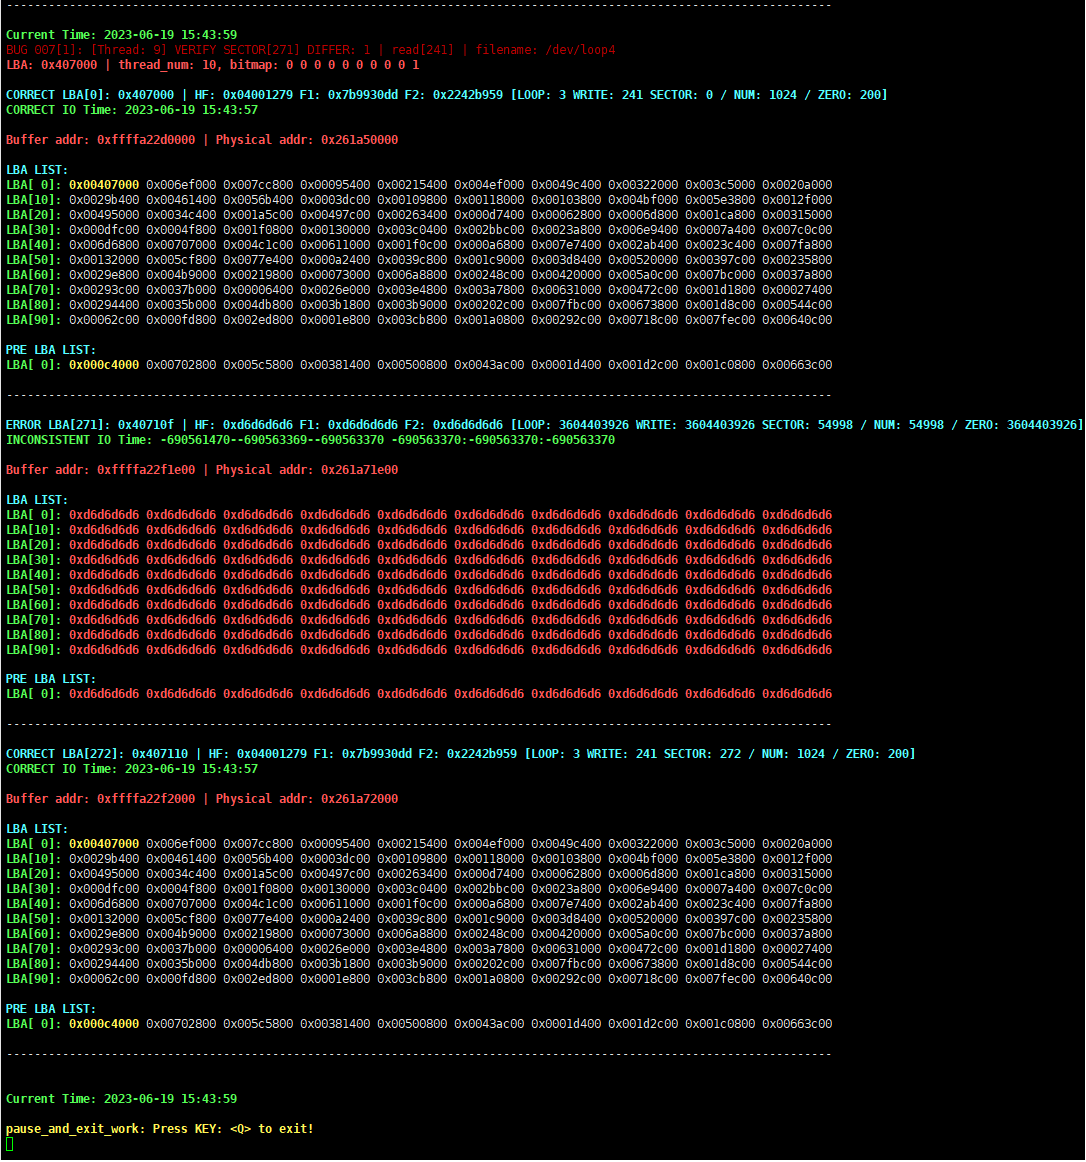 ------------------------------------------------------------------------------------------------------------------------
Current Time: 2023-06-19 15:43:59
BUG 007[1]: [Thread: 9] VERIFY SECTOR[271] DIFFER: 1 | read[241] | filename: /dev/loop4
LBA: 0x407000 | thread_num: 10, bitmap: 0 0 0 0 0 0 0 0 0 1
CORRECT LBA[0]: 0x407000 | HF: 0x04001279 F1: 0x7b9930dd F2: 0x2242b959 [LOOP: 3 WRITE: 241 SECTOR: 0 / NUM: 1024 / ZERO: 200]
CORRECT IO Time: 2023-06-19 15:43:57
Buffer addr: 0xffffa22d0000 | Physical addr: 0x261a50000
LBA LIST:
LBA[ 0]: 0x00407000 0x006ef000 0x007cc800 0x00095400 0x00215400 0x004ef000 0x0049c400 0x00322000 0x003c5000 0x0020a000
LBA[10]: 0x0029b400 0x00461400 0x0056b400 0x0003dc00 0x00109800 0x00118000 0x00103800 0x004bf000 0x005e3800 0x0012f000
LBA[20]: 0x00495000 0x0034c400 0x001a5c00 0x00497c00 0x00263400 0x000d7400 0x00062800 0x0006d800 0x001ca800 0x00315000
LBA[30]: 0x000dfc00 0x0004f800 0x001f0800 0x00130000 0x003c0400 0x002bbc00 0x0023a800 0x006e9400 0x0007a400 0x007c0c00
LBA[40]: 0x006d6800 0x00707000 0x004c1c00 0x00611000 0x001f0c00 0x000a6800 0x007e7400 0x002ab400 0x0023c400 0x007fa800
LBA[50]: 0x00132000 0x005cf800 0x0077e400 0x000a2400 0x0039c800 0x001c9000 0x003d8400 0x00520000 0x00397c00 0x00235800
LBA[60]: 0x0029e800 0x004b9000 0x00219800 0x00073000 0x006a8800 0x00248c00 0x00420000 0x005a0c00 0x007bc000 0x0037a800
LBA[70]: 0x00293c00 0x0037b000 0x00006400 0x0026e000 0x003e4800 0x003a7800 0x00631000 0x00472c00 0x001d1800 0x00027400
LBA[80]: 0x00294400 0x0035b000 0x004db800 0x003b1800 0x003b9000 0x00202c00 0x007fbc00 0x00673800 0x001d8c00 0x00544c00
LBA[90]: 0x00062c00 0x000fd800 0x002ed800 0x0001e800 0x003cb800 0x001a0800 0x00292c00 0x00718c00 0x007fec00 0x00640c00
PRE LBA LIST:
LBA[ 0]: 0x000c4000 0x00702800 0x005c5800 0x00381400 0x00500800 0x0043ac00 0x0001d400 0x001d2c00 0x001c0800 0x00663c00
------------------------------------------------------------------------------------------------------------------------
ERROR LBA[271]: 0x40710f | HF: 0xd6d6d6d6 F1: 0xd6d6d6d6 F2: 0xd6d6d6d6 [LOOP: 3604403926 WRITE: 3604403926 SECTOR: 54998 / NUM: 54998 / ZERO: 3604403926]
INCONSISTENT IO Time: -690561470--690563369--690563370 -690563370:-690563370:-690563370
Buffer addr: 0xffffa22f1e00 | Physical addr: 0x261a71e00
LBA LIST:
LBA[ 0]: 0xd6d6d6d6 0xd6d6d6d6 0xd6d6d6d6 0xd6d6d6d6 0xd6d6d6d6 0xd6d6d6d6 0xd6d6d6d6 0xd6d6d6d6 0xd6d6d6d6 0xd6d6d6d6
LBA[10]: 0xd6d6d6d6 0xd6d6d6d6 0xd6d6d6d6 0xd6d6d6d6 0xd6d6d6d6 0xd6d6d6d6 0xd6d6d6d6 0xd6d6d6d6 0xd6d6d6d6 0xd6d6d6d6
LBA[20]: 0xd6d6d6d6 0xd6d6d6d6 0xd6d6d6d6 0xd6d6d6d6 0xd6d6d6d6 0xd6d6d6d6 0xd6d6d6d6 0xd6d6d6d6 0xd6d6d6d6 0xd6d6d6d6
LBA[30]: 0xd6d6d6d6 0xd6d6d6d6 0xd6d6d6d6 0xd6d6d6d6 0xd6d6d6d6 0xd6d6d6d6 0xd6d6d6d6 0xd6d6d6d6 0xd6d6d6d6 0xd6d6d6d6
LBA[40]: 0xd6d6d6d6 0xd6d6d6d6 0xd6d6d6d6 0xd6d6d6d6 0xd6d6d6d6 0xd6d6d6d6 0xd6d6d6d6 0xd6d6d6d6 0xd6d6d6d6 0xd6d6d6d6
LBA[50]: 0xd6d6d6d6 0xd6d6d6d6 0xd6d6d6d6 0xd6d6d6d6 0xd6d6d6d6 0xd6d6d6d6 0xd6d6d6d6 0xd6d6d6d6 0xd6d6d6d6 0xd6d6d6d6
LBA[60]: 0xd6d6d6d6 0xd6d6d6d6 0xd6d6d6d6 0xd6d6d6d6 0xd6d6d6d6 0xd6d6d6d6 0xd6d6d6d6 0xd6d6d6d6 0xd6d6d6d6 0xd6d6d6d6
LBA[70]: 0xd6d6d6d6 0xd6d6d6d6 0xd6d6d6d6 0xd6d6d6d6 0xd6d6d6d6 0xd6d6d6d6 0xd6d6d6d6 0xd6d6d6d6 0xd6d6d6d6 0xd6d6d6d6
LBA[80]: 0xd6d6d6d6 0xd6d6d6d6 0xd6d6d6d6 0xd6d6d6d6 0xd6d6d6d6 0xd6d6d6d6 0xd6d6d6d6 0xd6d6d6d6 0xd6d6d6d6 0xd6d6d6d6
LBA[90]: 0xd6d6d6d6 0xd6d6d6d6 0xd6d6d6d6 0xd6d6d6d6 0xd6d6d6d6 0xd6d6d6d6 0xd6d6d6d6 0xd6d6d6d6 0xd6d6d6d6 0xd6d6d6d6
PRE LBA LIST:
LBA[ 0]: 0xd6d6d6d6 0xd6d6d6d6 0xd6d6d6d6 0xd6d6d6d6 0xd6d6d6d6 0xd6d6d6d6 0xd6d6d6d6 0xd6d6d6d6 0xd6d6d6d6 0xd6d6d6d6
------------------------------------------------------------------------------------------------------------------------
CORRECT LBA[272]: 0x407110 | HF: 0x04001279 F1: 0x7b9930dd F2: 0x2242b959 [LOOP: 3 WRITE: 241 SECTOR: 272 / NUM: 1024 / ZERO: 200]
CORRECT IO Time: 2023-06-19 15:43:57
Buffer addr: 0xffffa22f2000 | Physical addr: 0x261a72000
LBA LIST:
LBA[ 0]: 0x00407000 0x006ef000 0x007cc800 0x00095400 0x00215400 0x004ef000 0x0049c400 0x00322000 0x003c5000 0x0020a000
LBA[10]: 0x0029b400 0x00461400 0x0056b400 0x0003dc00 0x00109800 0x00118000 0x00103800 0x004bf000 0x005e3800 0x0012f000
LBA[20]: 0x00495000 0x0034c400 0x001a5c00 0x00497c00 0x00263400 0x000d7400 0x00062800 0x0006d800 0x001ca800 0x00315000
LBA[30]: 0x000dfc00 0x0004f800 0x001f0800 0x00130000 0x003c0400 0x002bbc00 0x0023a800 0x006e9400 0x0007a400 0x007c0c00
LBA[40]: 0x006d6800 0x00707000 0x004c1c00 0x00611000 0x001f0c00 0x000a6800 0x007e7400 0x002ab400 0x0023c400 0x007fa800
LBA[50]: 0x00132000 0x005cf800 0x0077e400 0x000a2400 0x0039c800 0x001c9000 0x003d8400 0x00520000 0x00397c00 0x00235800
LBA[60]: 0x0029e800 0x004b9000 0x00219800 0x00073000 0x006a8800 0x00248c00 0x00420000 0x005a0c00 0x007bc000 0x0037a800
LBA[70]: 0x00293c00 0x0037b000 0x00006400 0x0026e000 0x003e4800 0x003a7800 0x00631000 0x00472c00 0x001d1800 0x00027400
LBA[80]: 0x00294400 0x0035b000 0x004db800 0x003b1800 0x003b9000 0x00202c00 0x007fbc00 0x00673800 0x001d8c00 0x00544c00
LBA[90]: 0x00062c00 0x000fd800 0x002ed800 0x0001e800 0x003cb800 0x001a0800 0x00292c00 0x00718c00 0x007fec00 0x00640c00
PRE LBA LIST:
LBA[ 0]: 0x000c4000 0x00702800 0x005c5800 0x00381400 0x00500800 0x0043ac00 0x0001d400 0x001d2c00 0x001c0800 0x00663c00
------------------------------------------------------------------------------------------------------------------------
Current Time: 2023-06-19 15:43:59
pause_and_exit_work: Press KEY: <Q> to exit!